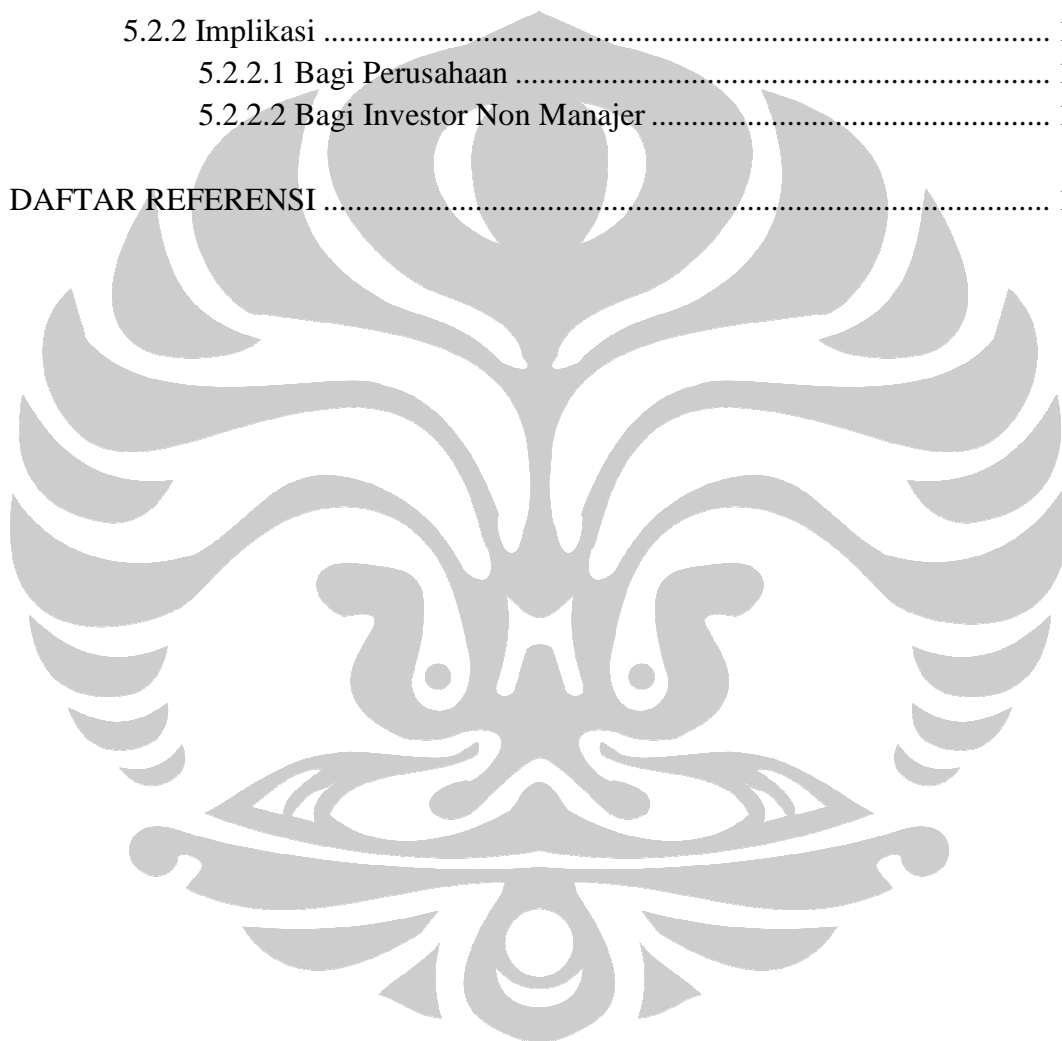 5.2.2 Implikasi ............................................................................................
5.2.2.1 Bagi Perusahaan ....................................................................
5.2.2.2 Bagi Investor Non Manajer ...................................................
DAFTAR REFERENSI ............................................................................................